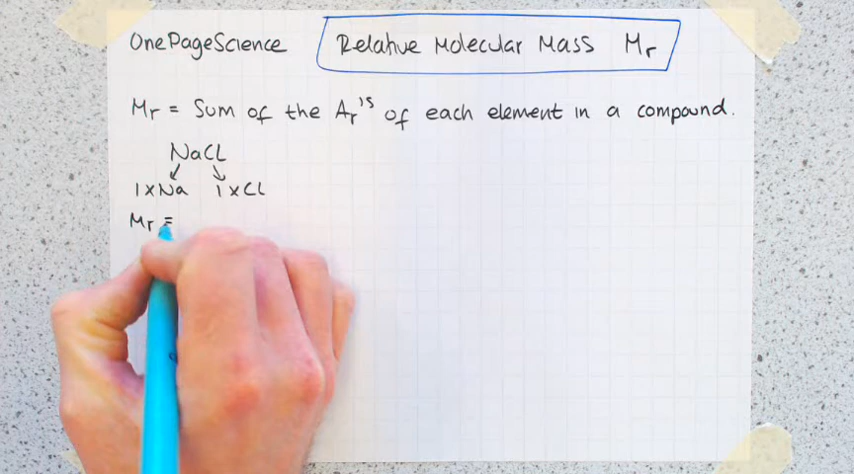 OnePageScience Relative Molecular Mass Mr
Mr = Sum of the Ar's of each element in a compound.
NaCl
1xNa 1xCl
Mr =